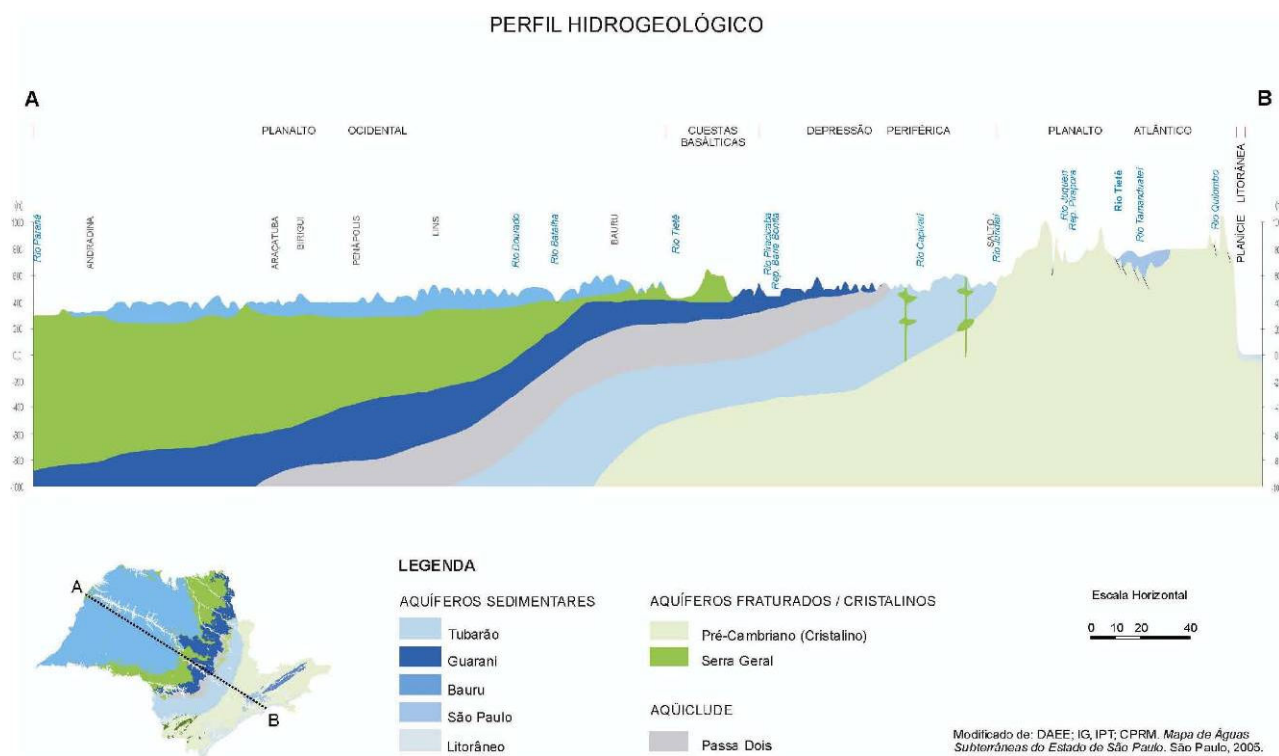 PERFIL HIDROGEOLÓGICO
A
B
PLANALTO OCIDENTAL
CUESTAS
BASÁLTICAS
DEPRESSÃO PERIFÉRICA
PLANALTO ATLÂNTICO
PLANÍCIE LITORÂNEA
Rio Paraná
ANDRADINA
ARAÇATUBA
BIRIGUI
PENÁPOLIS
LINS
Rio Dourado
Rio Batalha
BAURU
Rio Tietê
Rio Piracicaba
Rep. Barra Bonita
Rio Capivari
SALTO
Rio Jundiaí
Rio Juqueri
Rep. Pirapora
Rio Tietê
Rio Tamanduateí
Rio Quilombo
A
B
LEGENDA
AQUÍFEROS SEDIMENTARES
Tubarão
Guarani
Bauru
São Paulo
Litorâneo
AQUÍFEROS FRATURADOS / CRISTALINOS
Pré-Cambriano (Cristalino)
Serra Geral
AQÜICLUDE
Passa Dois
Escala Horizontal
0 10 20 40
Modificado de: DAEE; IG, IPT; CPRM. Mapa de Águas
Subterrâneas do Estado de São Paulo. São Paulo, 2005.